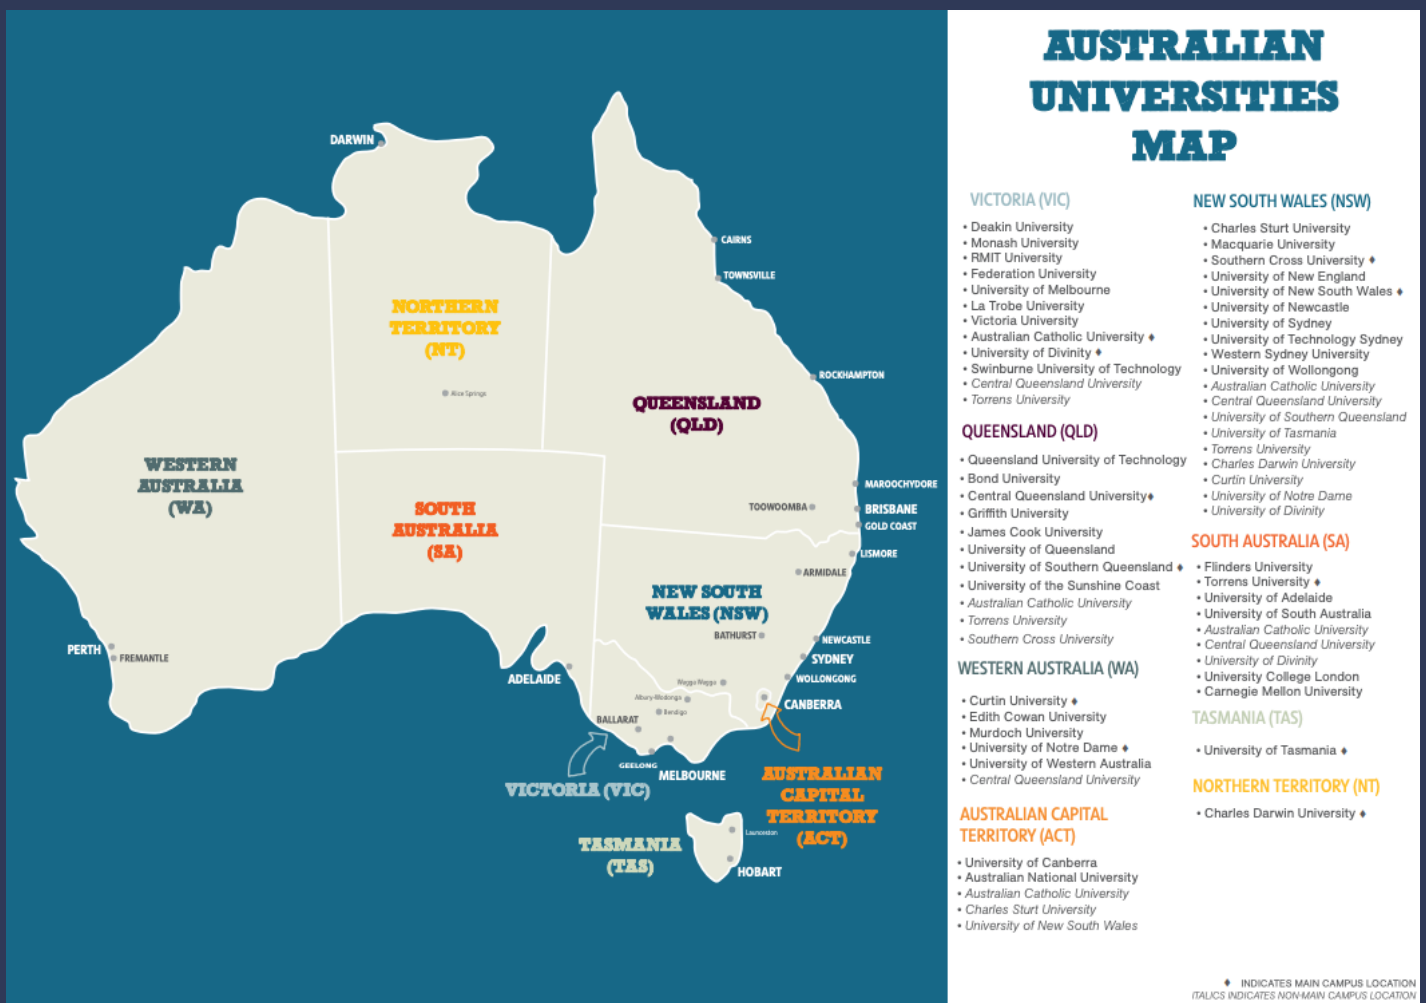 AUSTRALIAN
UNIVERSITIES
MAP
DARWIN
CAIRNS
TOWNSVILLE
NORTHERN
TERRITORY
(NT)
Alice Springs
ROCKHAMPTON
QUEENSLAND
(QLD)
WESTERN
AUSTRALIA
(WA)
MAROOCHYDORE
TOOWOOMBA
BRISBANE
GOLD COAST
SOUTH
AUSTRALIA
(SA)
LISMORE
ARMIDALE
NEW SOUTH
WALES (NSW)
BATHURST
NEWCASTLE
PERTH
FREMANTLE
SYDNEY
ADELAIDE
WOLLONGONG
Wagga Wagga
Albury-Wodonga
CANBERRA
Bendigo
BALLARAT
GEELONG
MELBOURNE
VICTORIA (VIC)
AUSTRALIAN
CAPITAL
TERRITORY
(ACT)
Launceston
TASMANIA
(TAS)
HOBART
VICTORIA (VIC)
• Deakin University
• Monash University
• RMIT University
• Federation University
• University of Melbourne
• La Trobe University
• Victoria University
• Australian Catholic University ♦
• University of Divinity ♦
• Swinburne University of Technology
• Central Queensland University
• Torrens University
QUEENSLAND (QLD)
• Queensland University of Technology
• Bond University
• Central Queensland University♦
• Griffith University
• James Cook University
• University of Queensland
• University of Southern Queensland ♦
• University of the Sunshine Coast
• Australian Catholic University
• Torrens University
• Southern Cross University
WESTERN AUSTRALIA (WA)
• Curtin University ♦
• Edith Cowan University
• Murdoch University
• University of Notre Dame ♦
• University of Western Australia
• Central Queensland University
AUSTRALIAN CAPITAL
TERRITORY (ACT)
• University of Canberra
• Australian National University
• Australian Catholic University
• Charles Sturt University
• University of New South Wales
NEW SOUTH WALES (NSW)
• Charles Sturt University
• Macquarie University
• Southern Cross University ♦
• University of New England
• University of New South Wales ♦
• University of Newcastle
• University of Sydney
• University of Technology Sydney
• Western Sydney University
• University of Wollongong
• Australian Catholic University
• Central Queensland University
• University of Southern Queensland
• University of Tasmania
• Torrens University
• Charles Darwin University
• Curtin University
• University of Notre Dame
• University of Divinity
SOUTH AUSTRALIA (SA)
• Flinders University
• Torrens University ♦
• University of Adelaide
• University of South Australia
• Australian Catholic University
• Central Queensland University
• University of Divinity
• University College London
• Carnegie Mellon University
TASMANIA (TAS)
• University of Tasmania ♦
NORTHERN TERRITORY (NT)
• Charles Darwin University ♦
♦ INDICATES MAIN CAMPUS LOCATION
ITALICS INDICATES NON-MAIN CAMPUS LOCATION